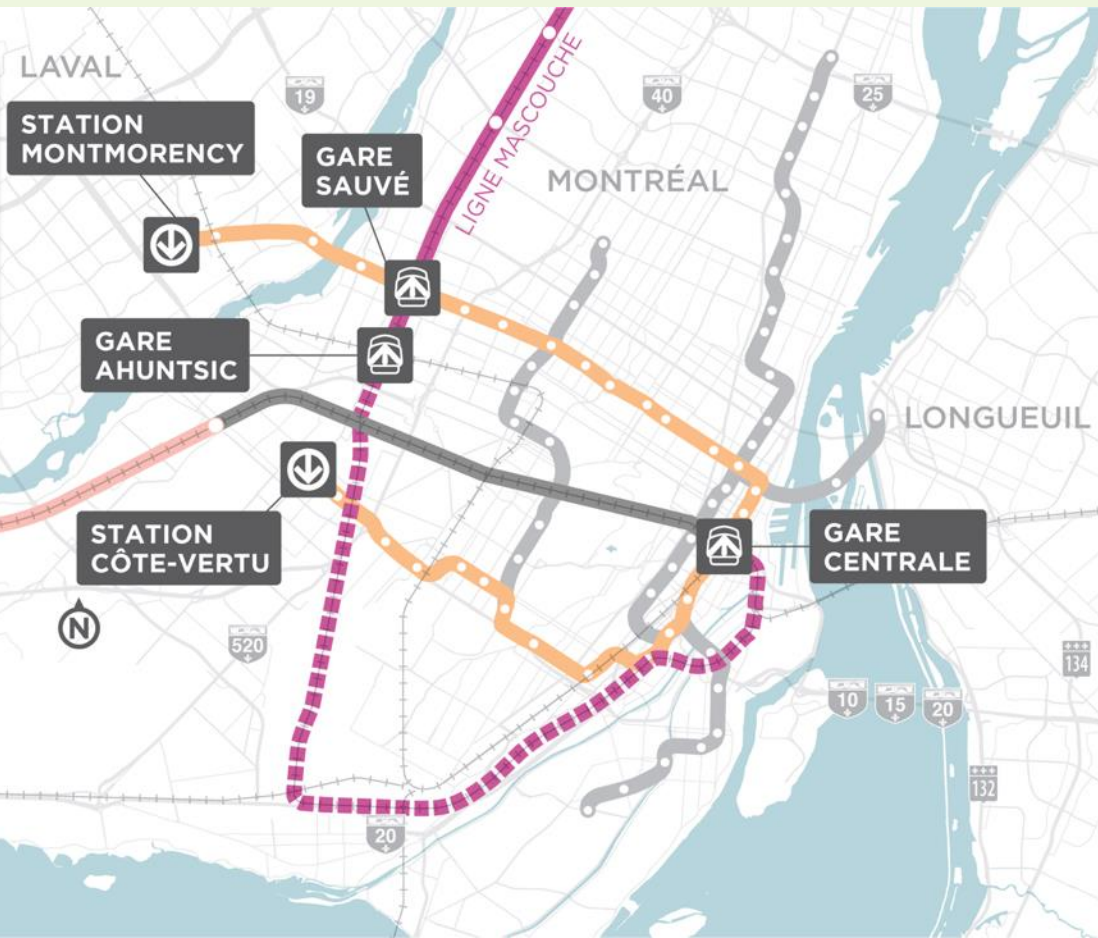 LAVAL
19
40
25
STATION
MONTMORENCY
GARE
SAUVÉ
LIGNE MASCOUCHE
MONTRÉAL
GARE
AHUNTSIC
LONGUEUIL
STATION
CÔTE-VERTU
GARE
CENTRALE
N
520
134
10
15
20
132
20